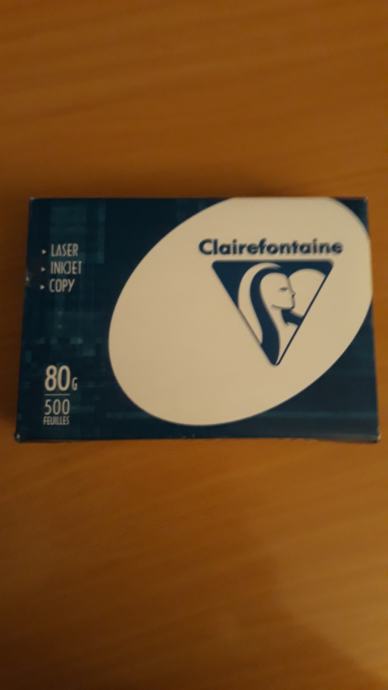 LASER
INKJET
COPY
80G
500
FEUILLES
Clairefontaine